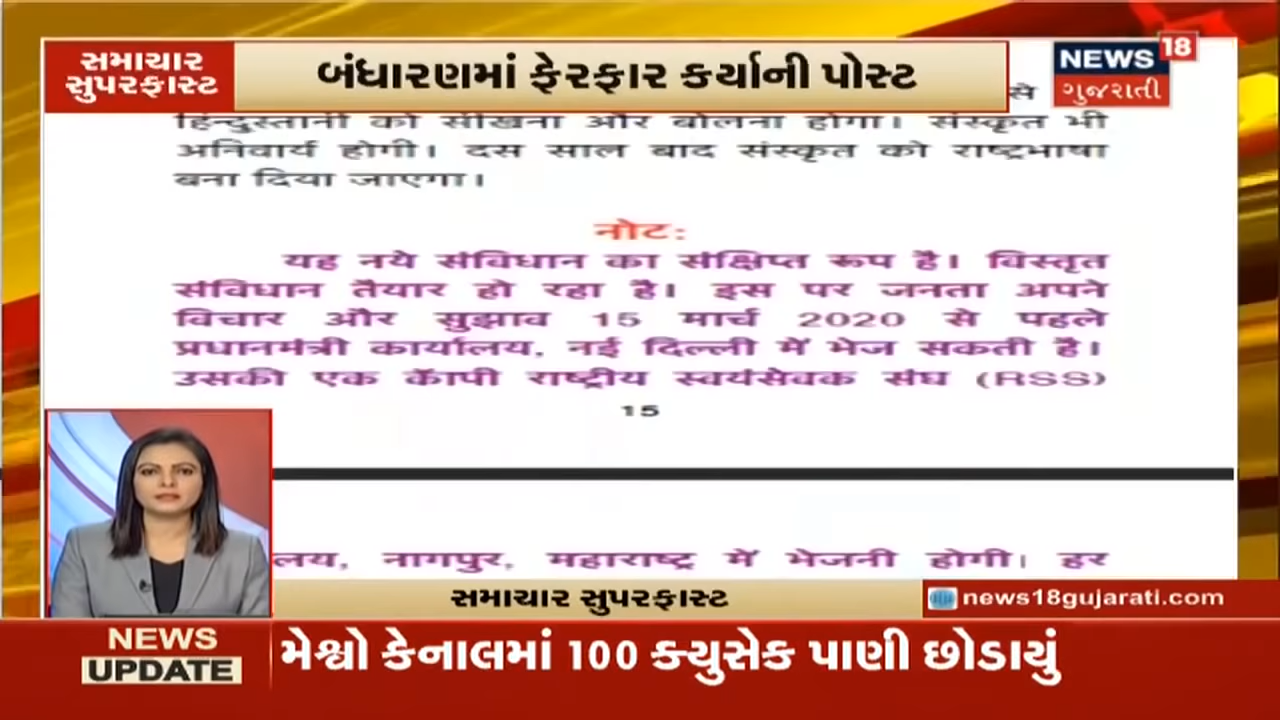 સમાચાર
સુપરફાસ્ટ
બંધારણમાં ફેરફાર કર્યાની પોસ્ટ
NEWS 18
ગુજરાતી
से
हिन्दुस्तानी को सीखना और बोलना होगा। संस्कृत भी
अनिवार्य होगी। दस साल बाद संस्कृत को राष्ट्रभाषा
बना दिया जाएगा।
नोट:
यह नये संविधान का संक्षिप्त रूप है। विस्तृत
संविधान तैयार हो रहा है। इस पर जनता अपने
विचार और सुझाव 15 मार्च 2020 से पहले
प्रधानमंत्री कार्यालय, नई दिल्ली में भेज सकती है।
उसकी एक कॅापी राष्ट्रीय स्वयंसेवक संघ (RSS)
15
लय, नागपुर, महाराष्ट्र में भेजनी होगी। हर
સમાચાર સુપરફાસ્ટ
news18gujarati.com
NEWS
UPDATE
મેશ્વો કેનાલમાં 100 ક્યુસેક પાણી છોડાયું